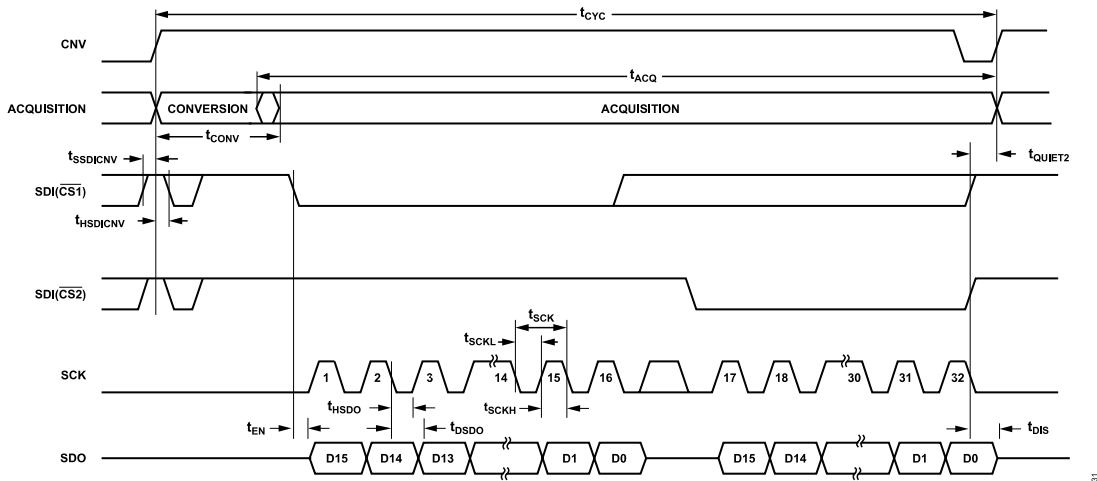 tCYC
CNV
tACQ
ACQUISITION CONVERSION ACQUISITION
tCONV
tSSDICNV tQUIET2
SDI(CS1)
tHSDICNV
SDI(CS2)
tSCK
tSCKL
SCK 1 2 3 14 15 16 17 18 30 31 32
tHSDO tSCKH
tEN tDSDO tDIS
SDO D15 D14 D13 D1 D0 D15 D14 D1 D0
31